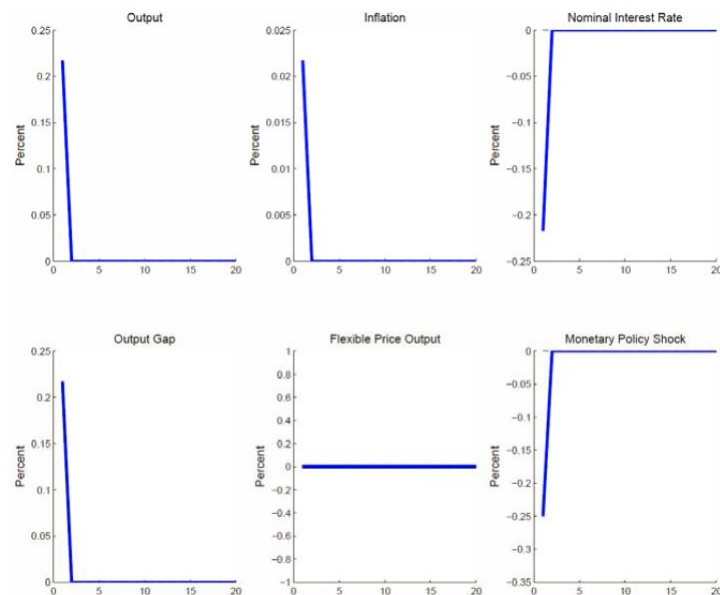 Output
Percent
0.25
0.2
0.15
0.1
0.05
0
0 5 10 15 20
Inflation
Percent
0.025
0.02
0.015
0.01
0.005
0
0 5 10 15 20
Nominal Interest Rate
Percent
0
−0.05
−0.1
−0.15
−0.2
−0.25
0 5 10 15 20
Output Gap
Percent
0.25
0.2
0.15
0.1
0.05
0
0 5 10 15 20
Flexible Price Output
Percent
1
0.8
0.6
0.4
0.2
0
−0.2
−0.4
−0.6
−0.8
−1
0 5 10 15 20
Monetary Policy Shock
Percent
0
−0.05
−0.1
−0.15
−0.2
−0.25
−0.3
−0.35
0 5 10 15 20